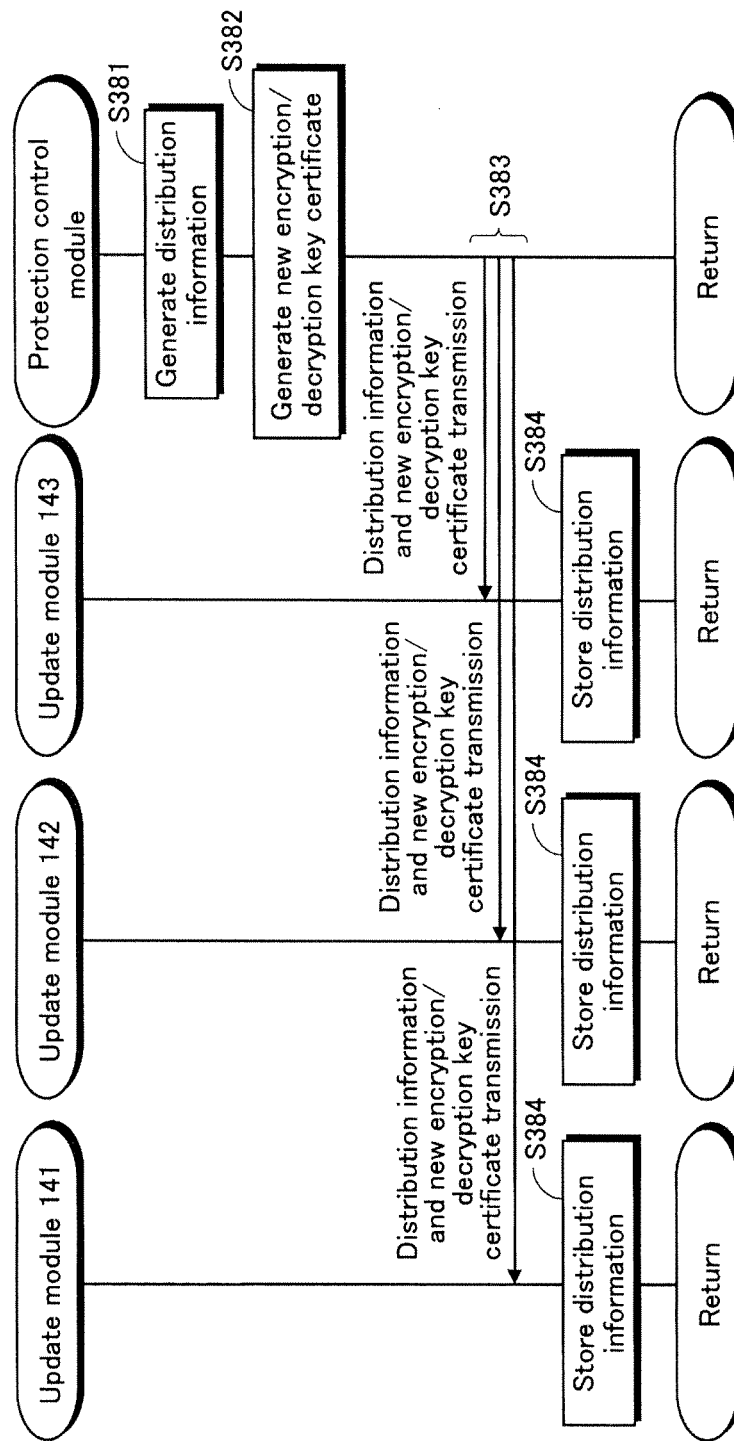 Update module 141
Update module 142
Update module 143
Protection control
module
S381
Generate distribution
information
S382
Generate new encryption/
decryption key certificate
Distribution information
and new encryption/
decryption key
certificate transmission
Distribution information
and new encryption/
decryption key
certificate transmission
Distribution information
and new encryption/
decryption key
certificate transmission
S383
S384
Store distribution
information
S384
Store distribution
information
S384
Store distribution
information
Return
Return
Return
Return